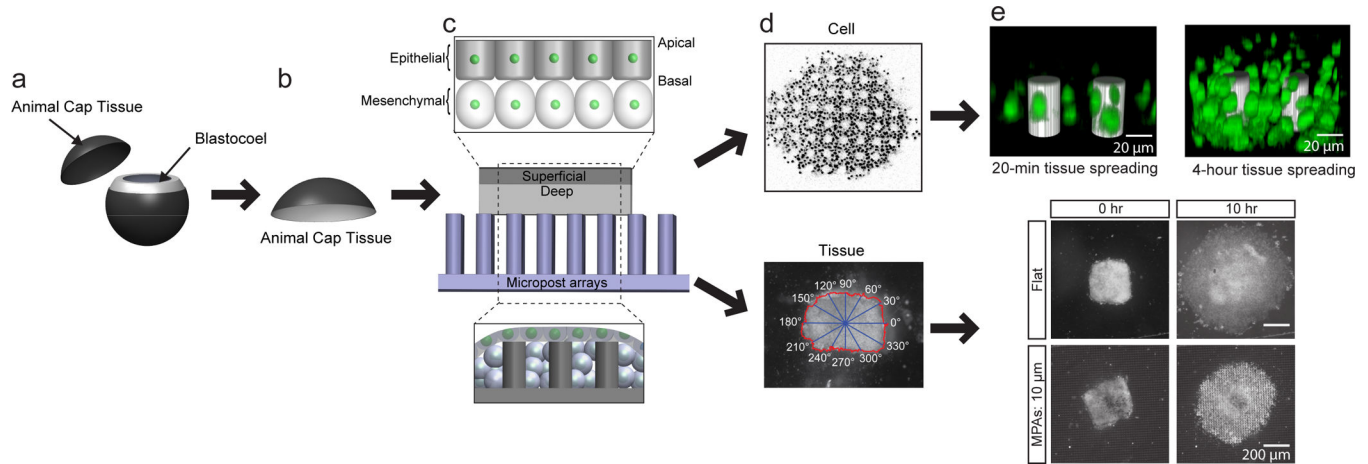 a
Animal Cap Tissue
Blastocoel
b
Animal Cap Tissue
c
Epithelial
Mesenchymal
Apical
Basal
Superficial
Deep
Micropost arrays
d
Cell
Tissue
120° 90° 60°
150° 30°
180° 0°
210° 330°
240° 270° 300°
e
20 µm
20 µm
20-min tissue spreading
4-hour tissue spreading
0 hr
10 hr
Flat
MPAs: 10 µm
200 µm